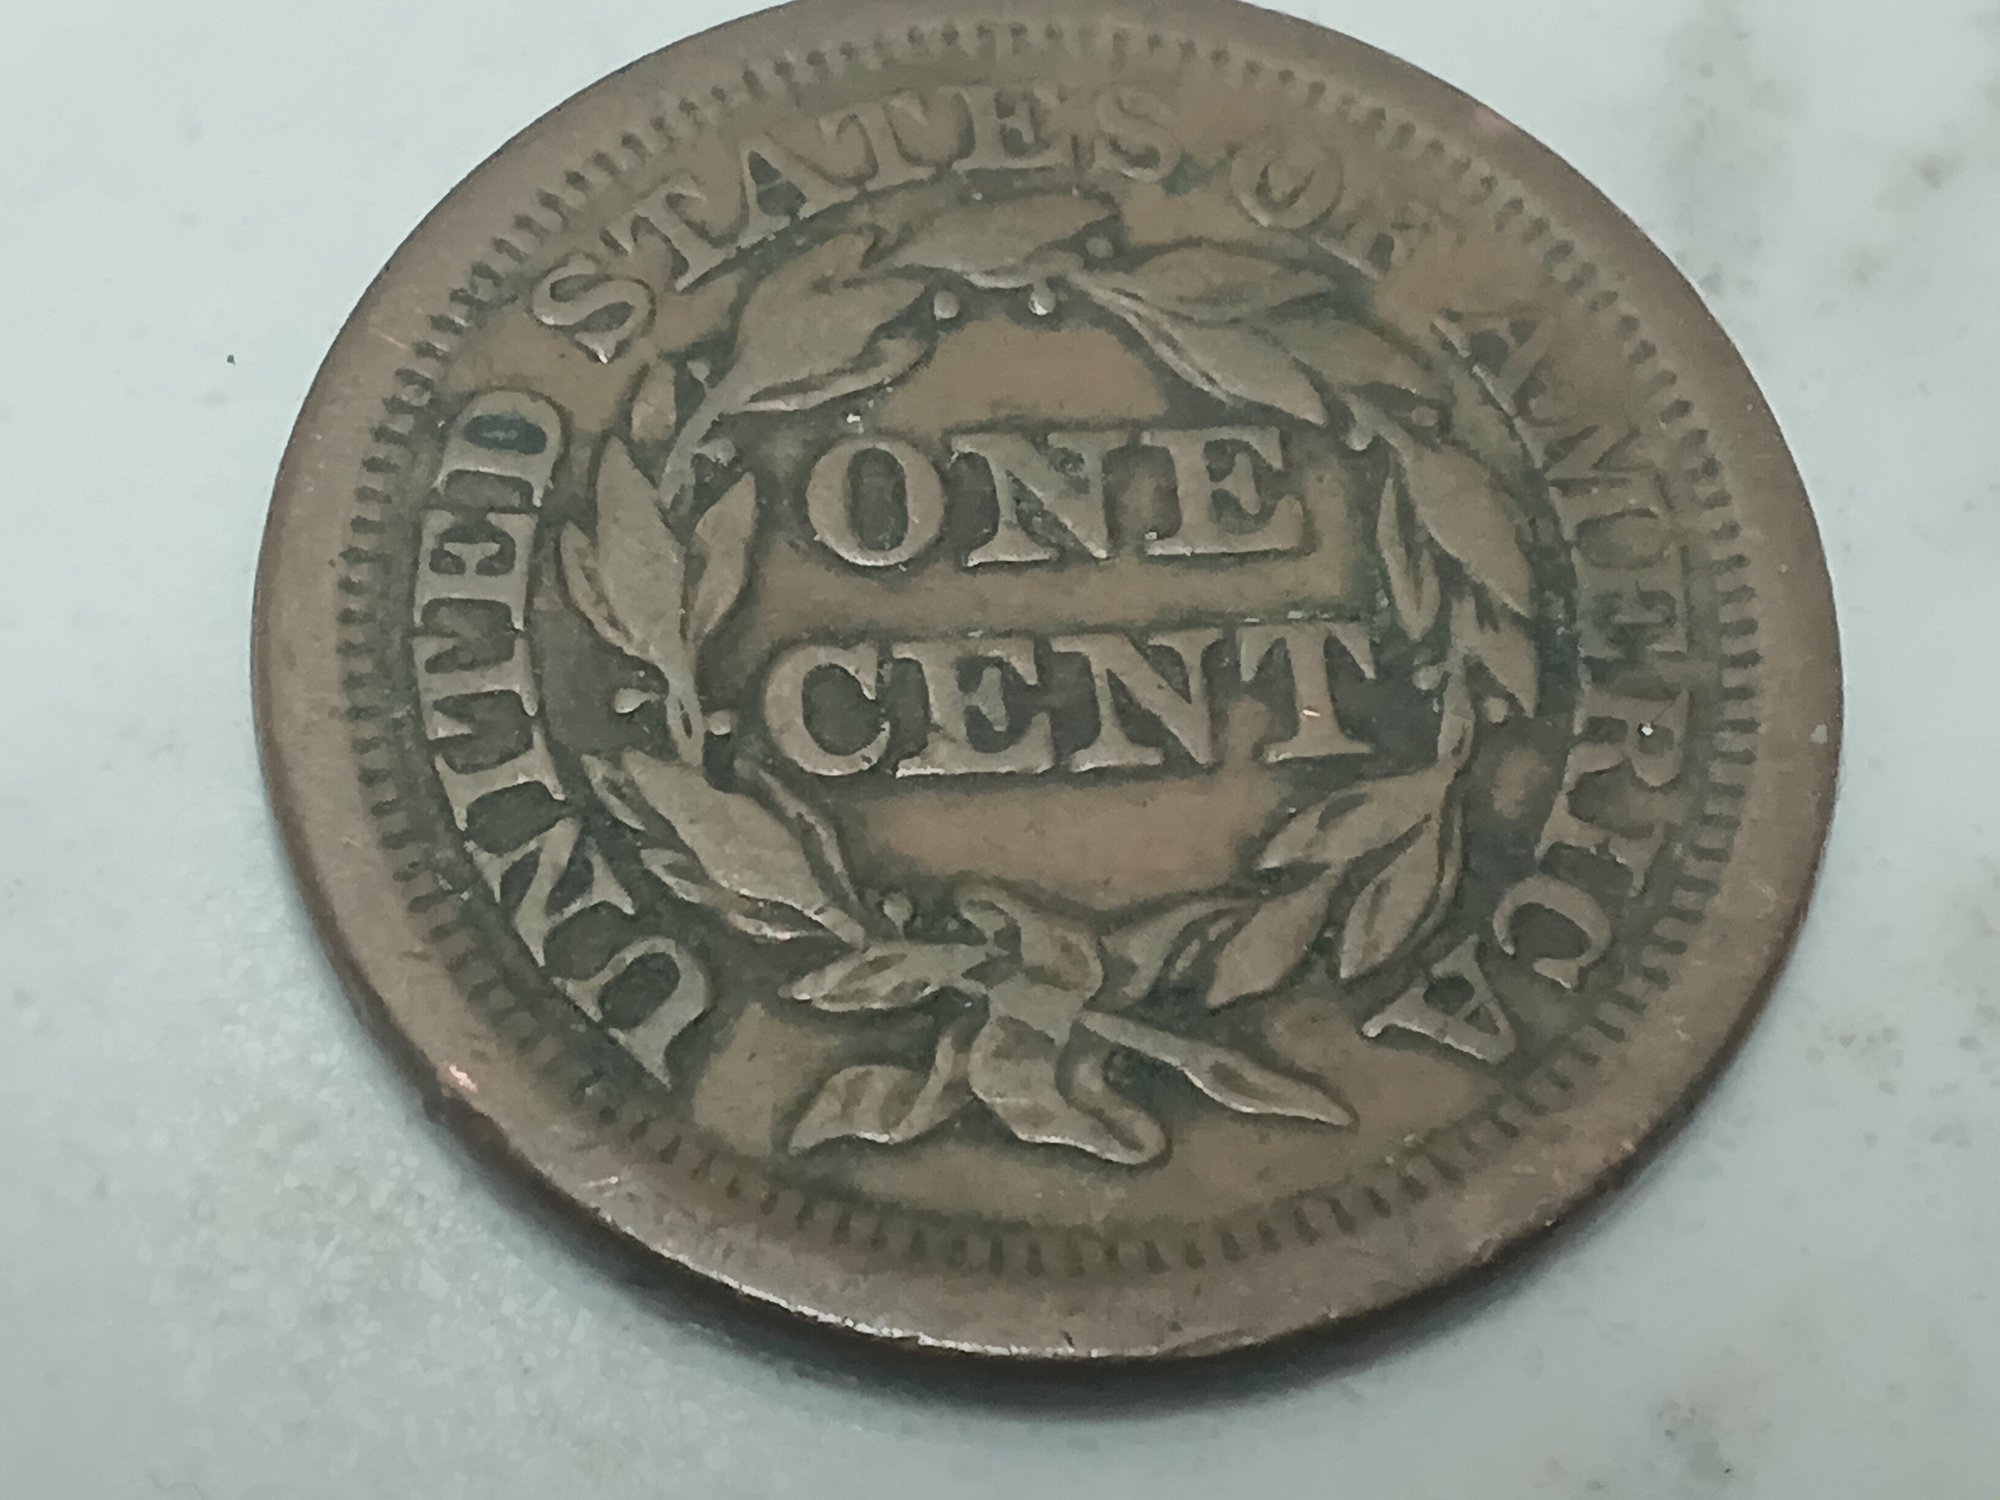 UNITED STATES OF AMERICA
ONE
CENT